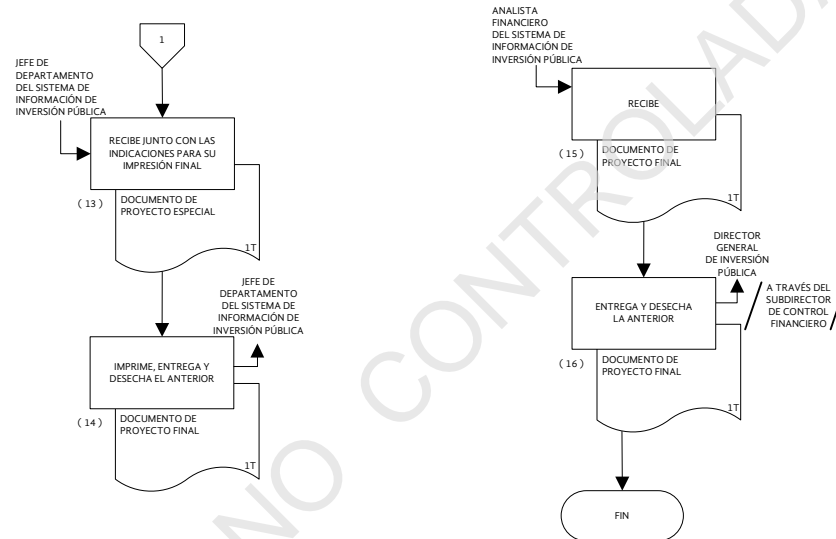 1
JEFE DE
DEPARTAMENTO
DEL SISTEMA DE
INFORMACIÓN DE
INVERSIÓN PÚBLICA
RECIBE JUNTO CON LAS
INDICACIONES PARA SU
IMPRESIÓN FINAL
( 13 )
DOCUMENTO DE
PROYECTO ESPECIAL
1T
JEFE DE
DEPARTAMENTO
DEL SISTEMA DE
INFORMACIÓN DE
INVERSIÓN PÚBLICA
IMPRIME, ENTREGA Y
DESECHA EL ANTERIOR
( 14 )
DOCUMENTO DE
PROYECTO FINAL
1T
ANALISTA
FINANCIERO
DEL SISTEMA DE
INFORMACIÓN DE
INVERSIÓN PÚBLICA
RECIBE
( 15 )
DOCUMENTO DE
PROYECTO FINAL
1T
DIRECTOR
GENERAL
DE INVERSIÓN
PÚBLICA
A TRAVÉS DEL
SUBDIRECTOR
DE CONTROL
FINANCIERO
ENTREGA Y DESECHA
LA ANTERIOR
( 16 )
DOCUMENTO DE
PROYECTO FINAL
1T
FIN
NO CONTROLADA